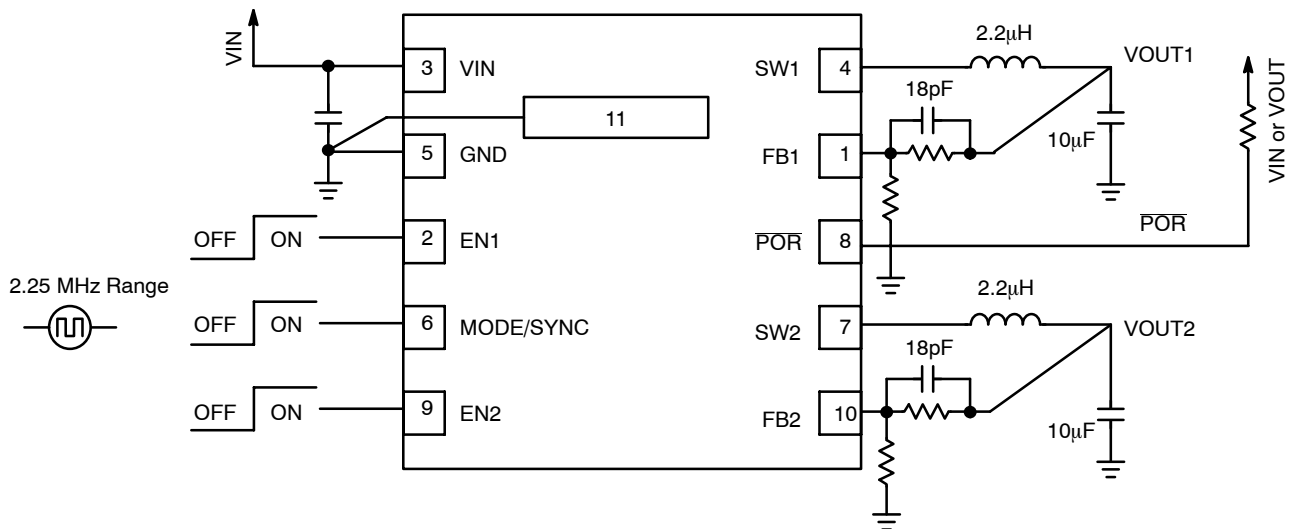 VIN
3 VIN
11
5 GND
OFF ON
2 EN1
2.25 MHz Range
OFF ON
6 MODE/SYNC
OFF ON
9 EN2
SW1 4
2.2μH
VOUT1
18pF
FB1 1
10μF
VIN or VOUT
P̅O̅R̅ 8
P̅O̅R̅
2.2μH
SW2 7
VOUT2
18pF
FB2 10
10μF